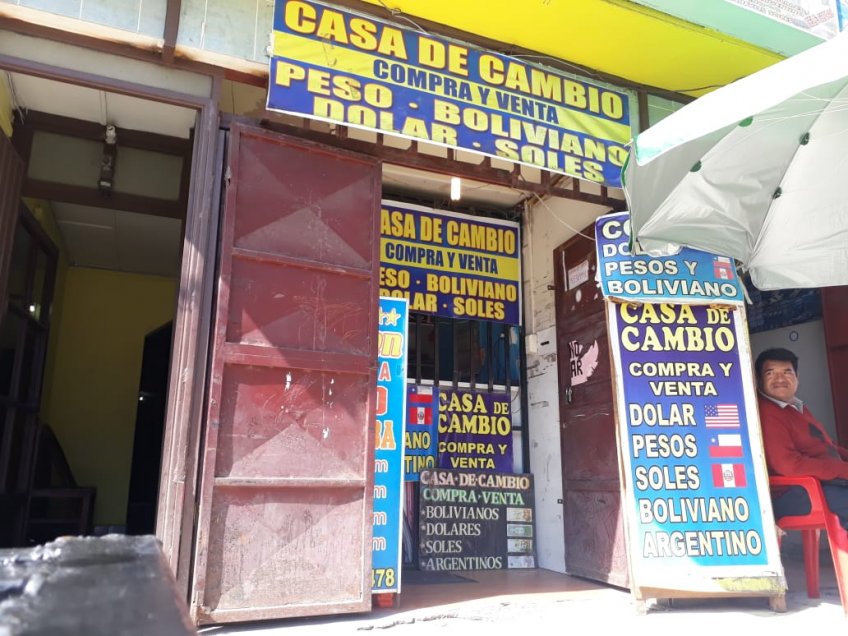 CASA DE CAMBIO
COMPRA Y VENTA
PESO · BOLIVIANO
DOLAR · SOLES
CASA DE CAMBIO
COMPRA Y VENTA
PESO · BOLIVIANO
DOLAR · SOLES
CASA DE
CAMBIO
COMPRA Y
VENTA
CASA · DE · CAMBIO
COMPRA · VENTA
• BOLIVIANOS
• DOLARES
• SOLES
• ARGENTINOS
478
NO
PESOS Y
BOLIVIANO
CASA DE
CAMBIO
COMPRA Y
VENTA
DOLAR
PESOS
SOLES
BOLIVIANO
ARGENTINO